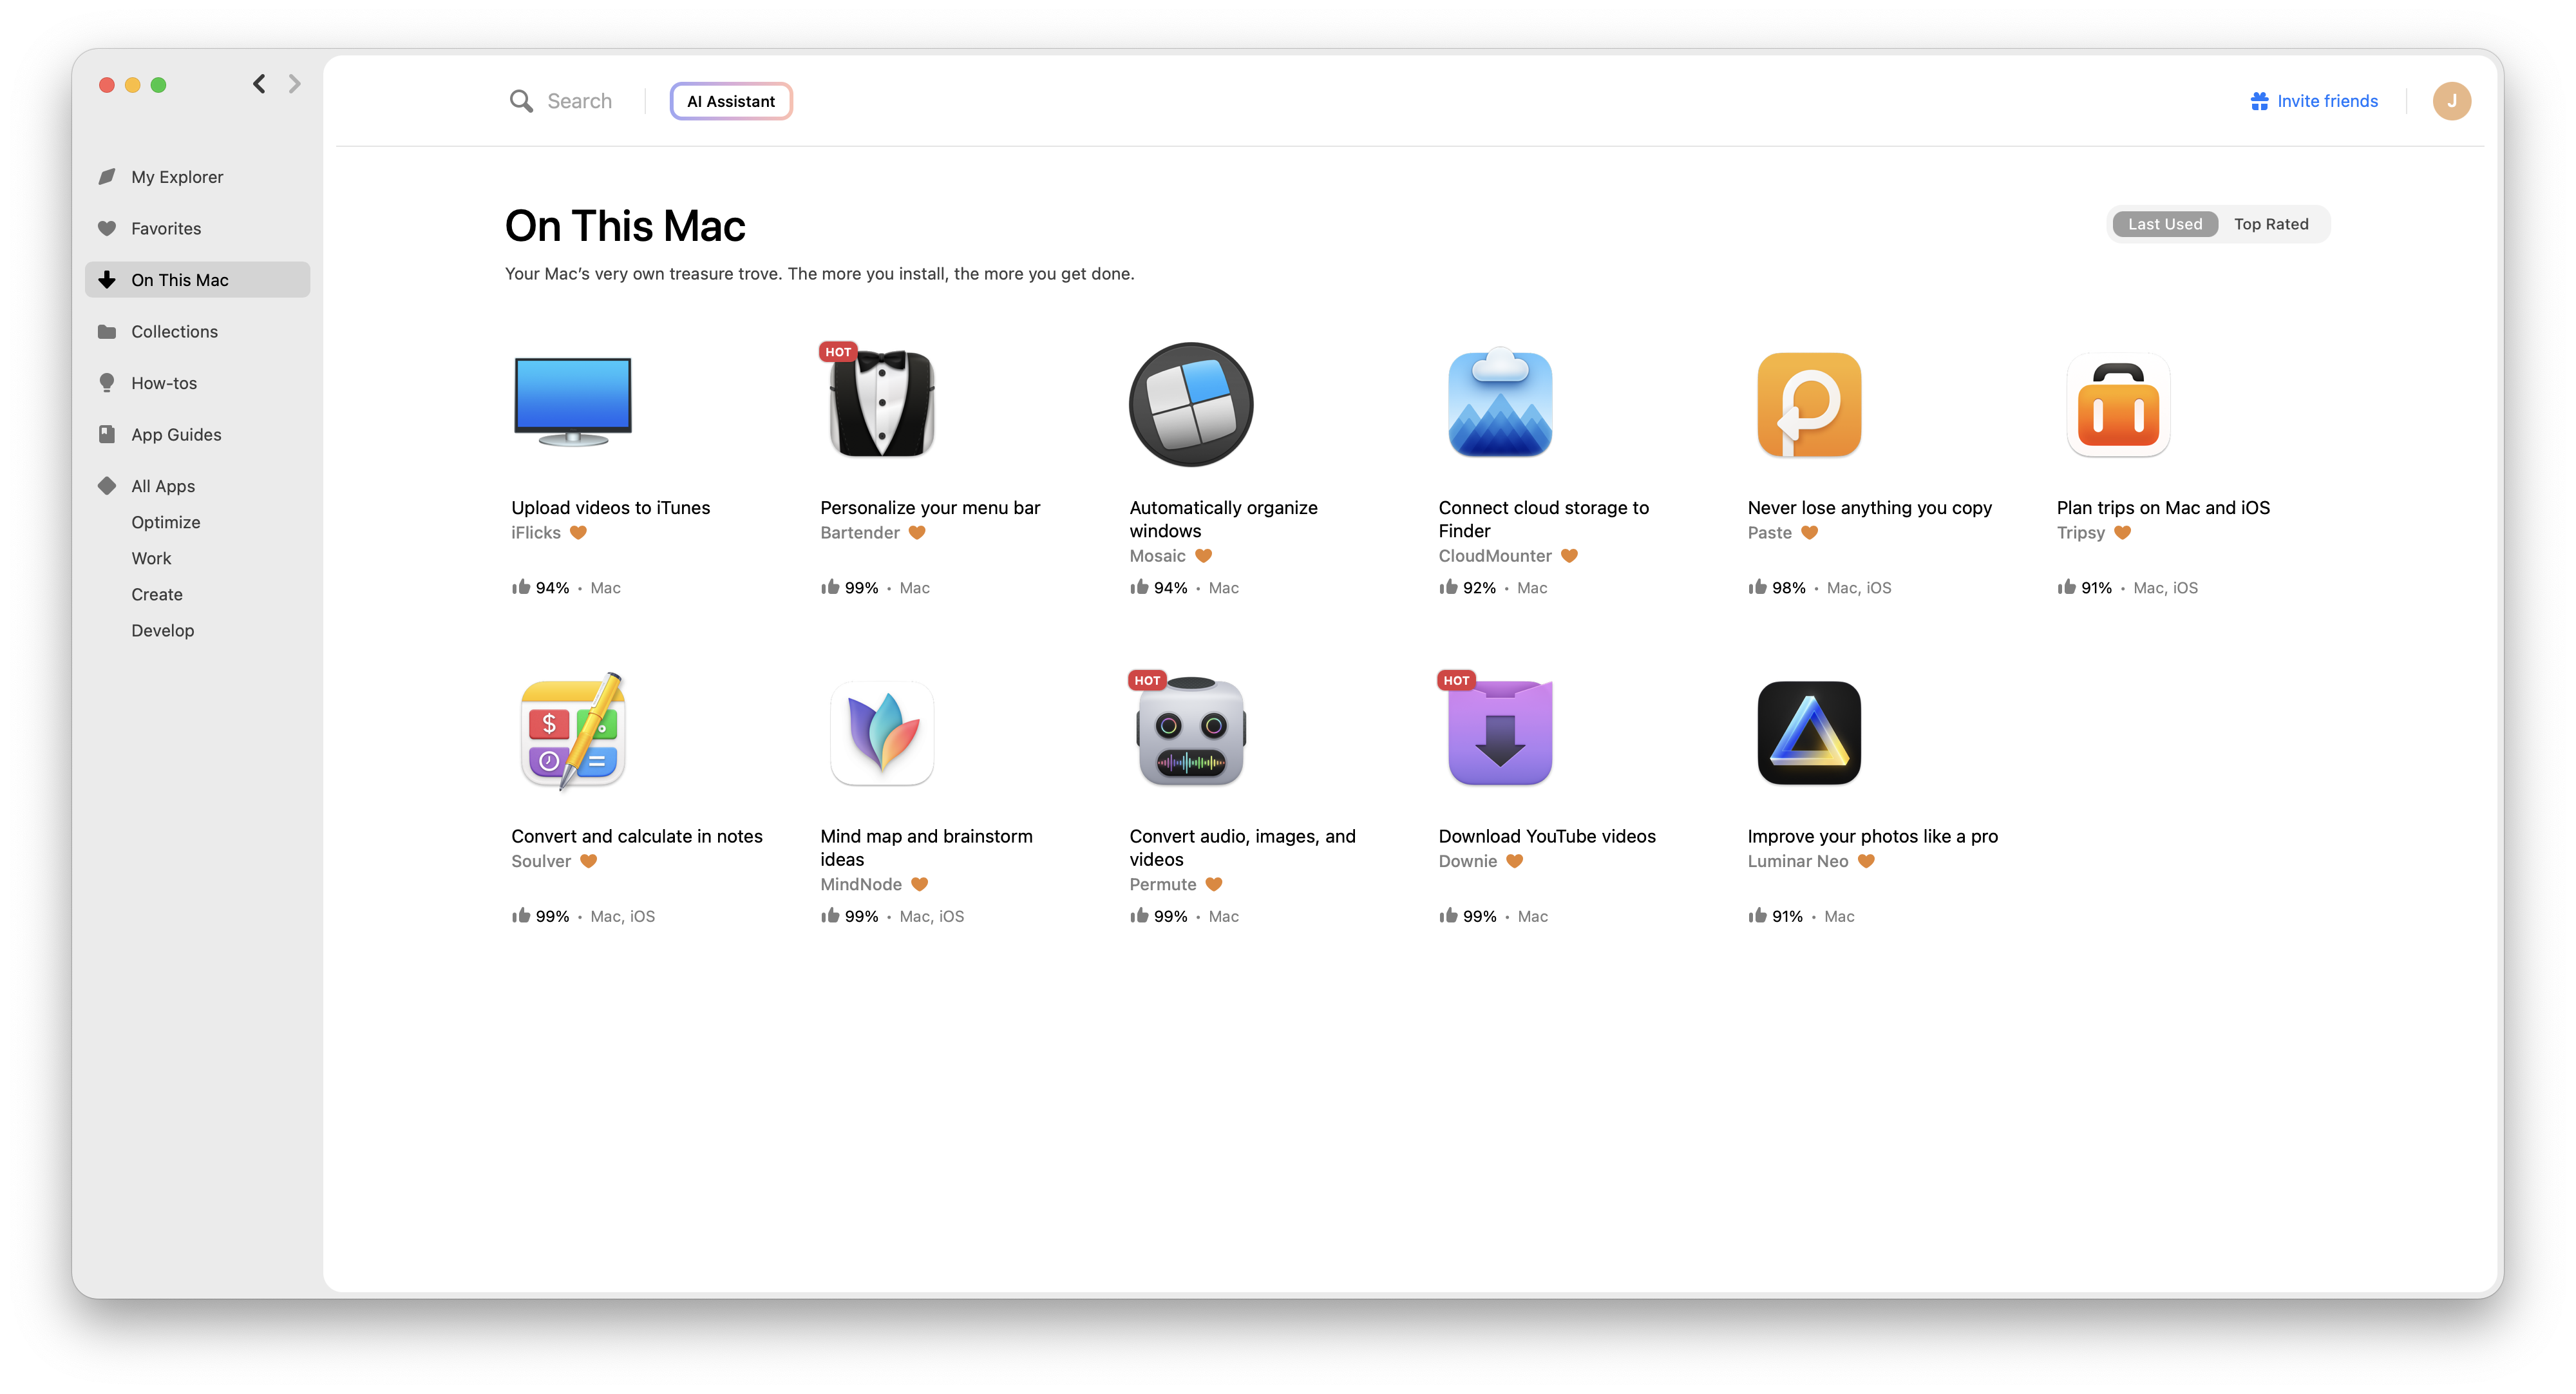 Search
AI Assistant
Invite friends
J
My Explorer
Favorites
On This Mac
Collections
How-tos
App Guides
All Apps
Optimize
Work
Create
Develop
On This Mac
Last Used
Top Rated
Your Mac’s very own treasure trove. The more you install, the more you get done.
Upload videos to iTunes
iFlicks
94% • Mac
HOT
Personalize your menu bar
Bartender
99% • Mac
Automatically organize
windows
Mosaic
94% • Mac
Connect cloud storage to
Finder
CloudMounter
92% • Mac
Never lose anything you copy
Paste
98% • Mac, iOS
Plan trips on Mac and iOS
Tripsy
91% • Mac, iOS
$
=
Convert and calculate in notes
Soulver
99% • Mac, iOS
Mind map and brainstorm
ideas
MindNode
99% • Mac, iOS
HOT
Convert audio, images, and
videos
Permute
99% • Mac
HOT
Download YouTube videos
Downie
99% • Mac
Improve your photos like a pro
Luminar Neo
91% • Mac